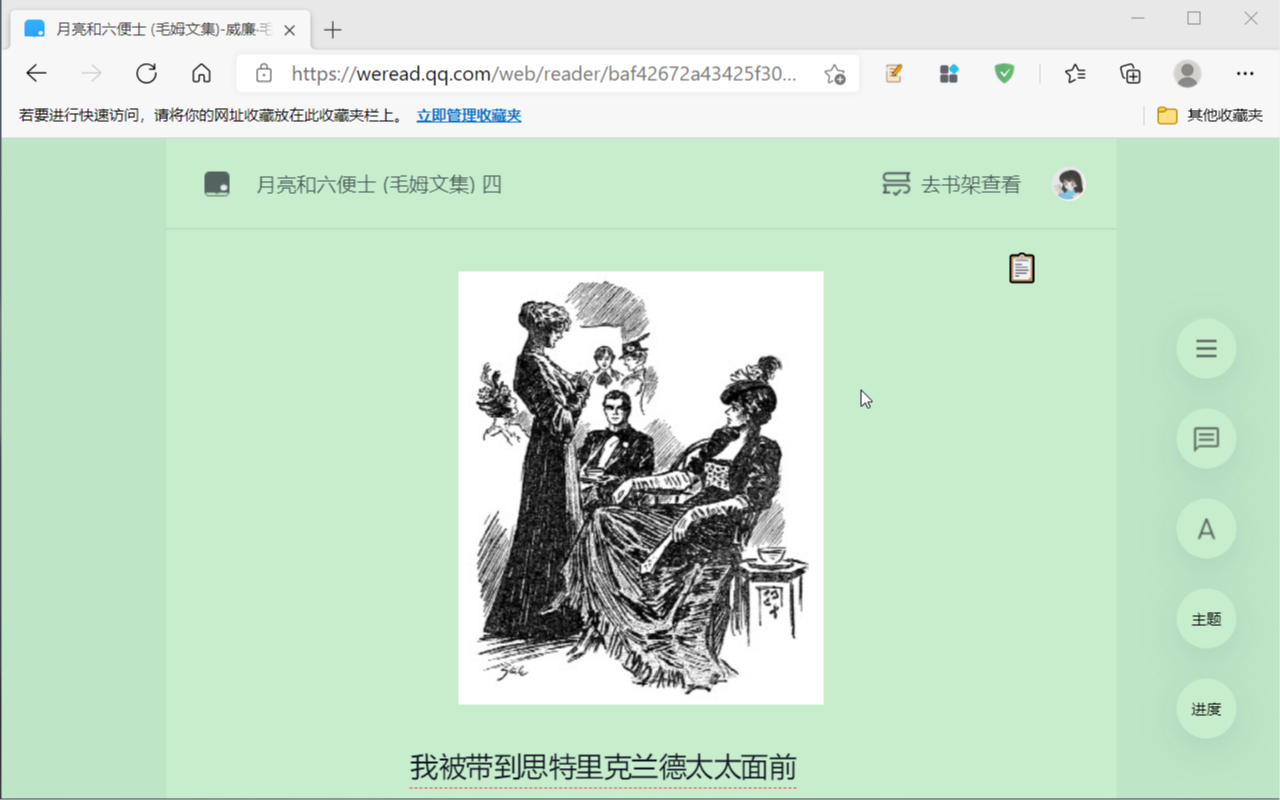 月亮和六便士 (毛姆文集)-威廉·毛
https://weread.qq.com/web/reader/baf42672a43425f30...
若要进行快速访问，请将你的网址收藏放在此收藏夹栏上。 立即管理收藏夹
其他收藏夹
月亮和六便士 (毛姆文集) 四
去书架查看
A
主题
进度
我被带到思特里克兰德太太面前